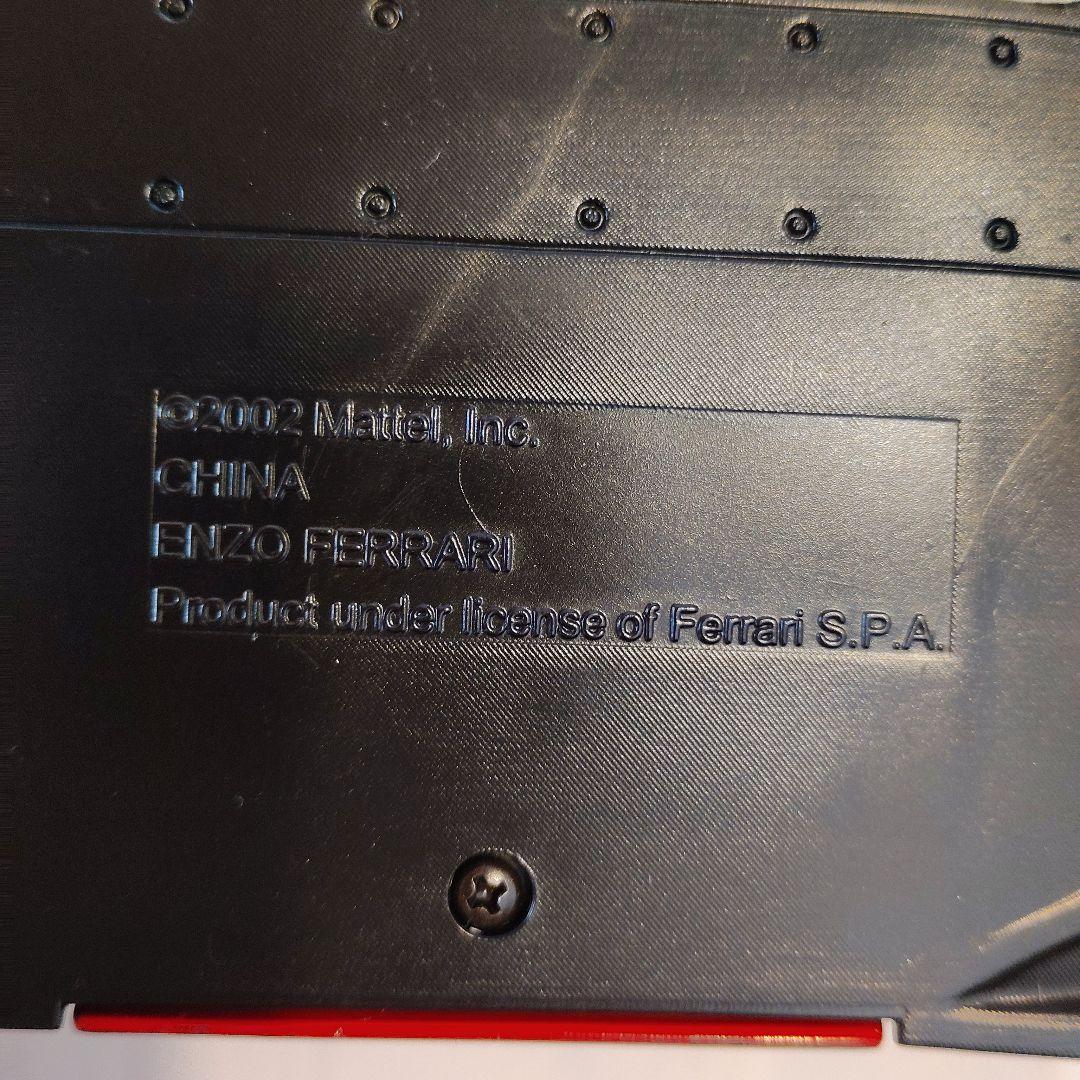 ©2002 Mattel, Inc.
CHINA
ENZO FERRARI
Product under license of Ferrari S.P.A.